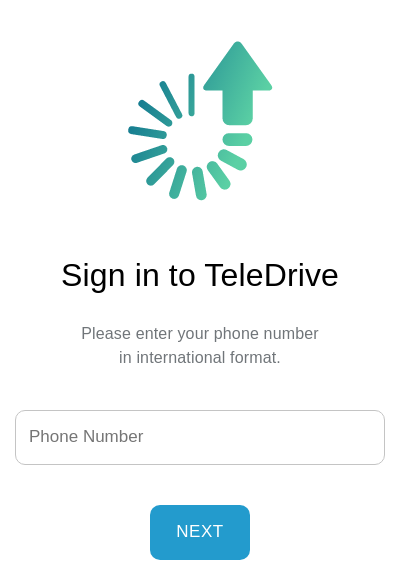 Sign in to TeleDrive
Please enter your phone number
in international format.
Phone Number
NEXT